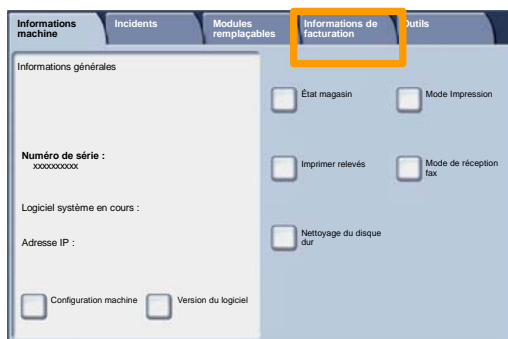 Informations machine
Incidents
Modules remplaçables
Informations de facturation
Outils
Informations générales
Numéro de série :
xxxxxxxxxx
Logiciel système en cours :
Adresse IP :
Configuration machine
Version du logiciel
État magasin
Mode Impression
Imprimer relevés
Mode de réception
fax
Nettoyage du disque
dur